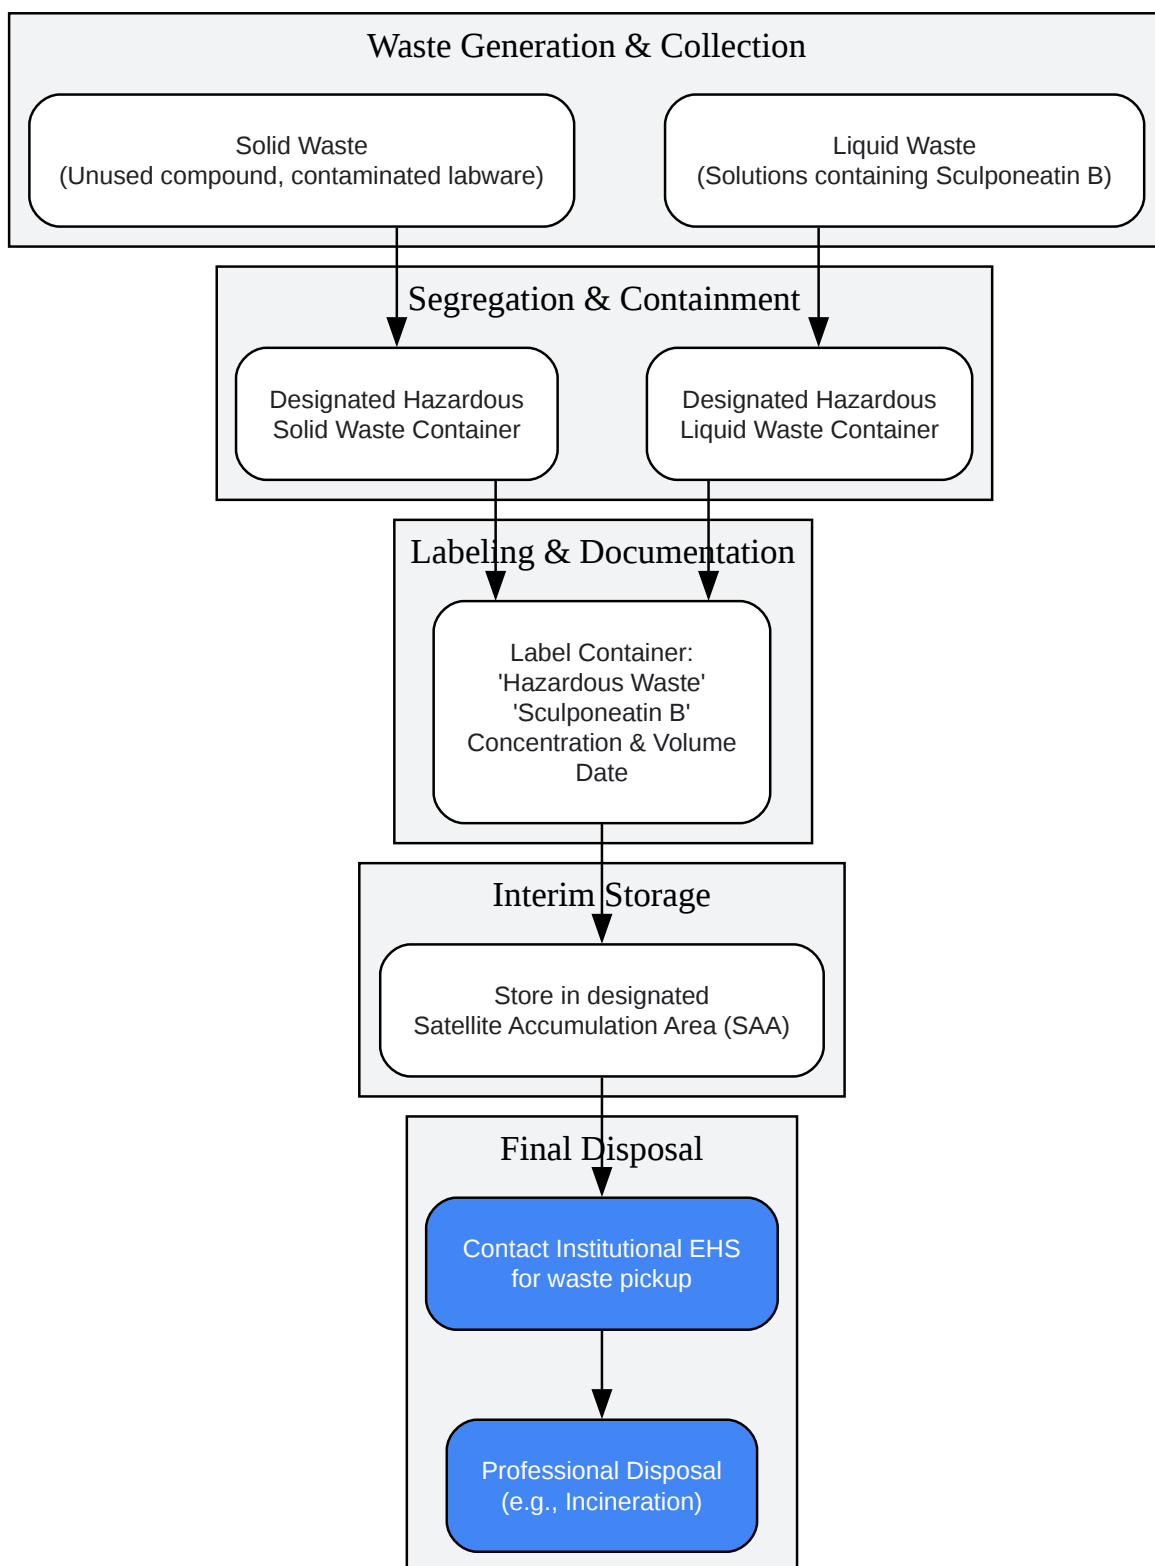 Waste Generation & Collection
Solid Waste
(Unused compound, contaminated labware)
Liquid Waste
(Solutions containing Sculponeatin B)
Segregation & Containment
Designated Hazardous
Solid Waste Container
Designated Hazardous
Liquid Waste Container
Labeling & Documentation
Label Container:
'Hazardous Waste'
'Sculponeatin B'
Concentration & Volume
Date
Interim Storage
Store in designated
Satellite Accumulation Area (SAA)
Final Disposal
Contact Institutional EHS
for waste pickup
Professional Disposal
(e.g., Incineration)